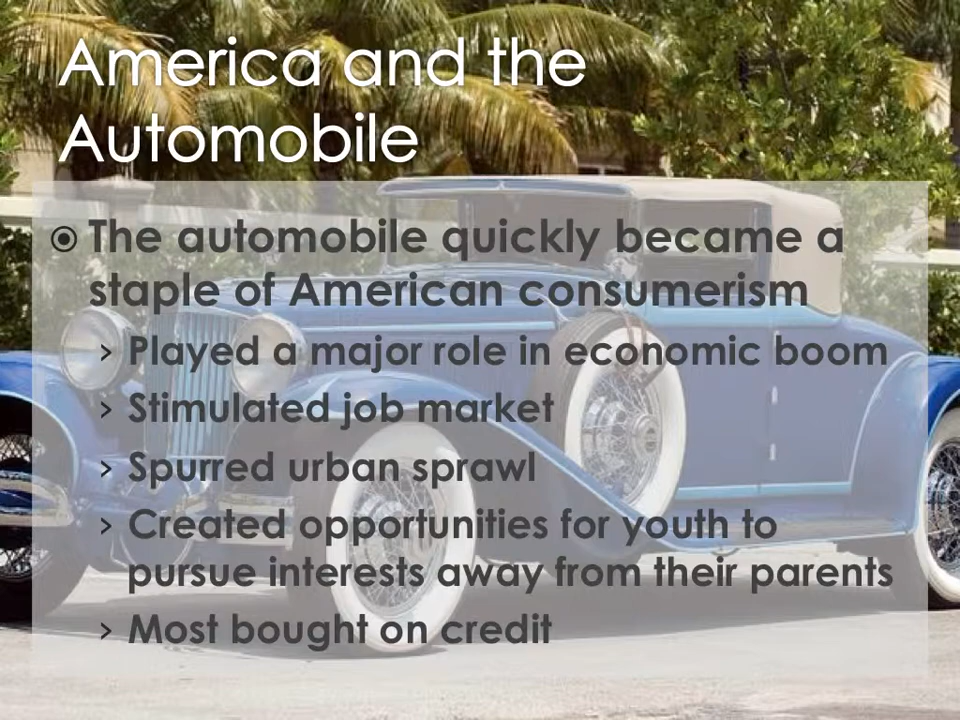 America and the
Automobile
The automobile quickly became a
staple of American consumerism
› Played a major role in economic boom
› Stimulated job market
› Spurred urban sprawl
› Created opportunities for youth to
pursue interests away from their parents
› Most bought on credit